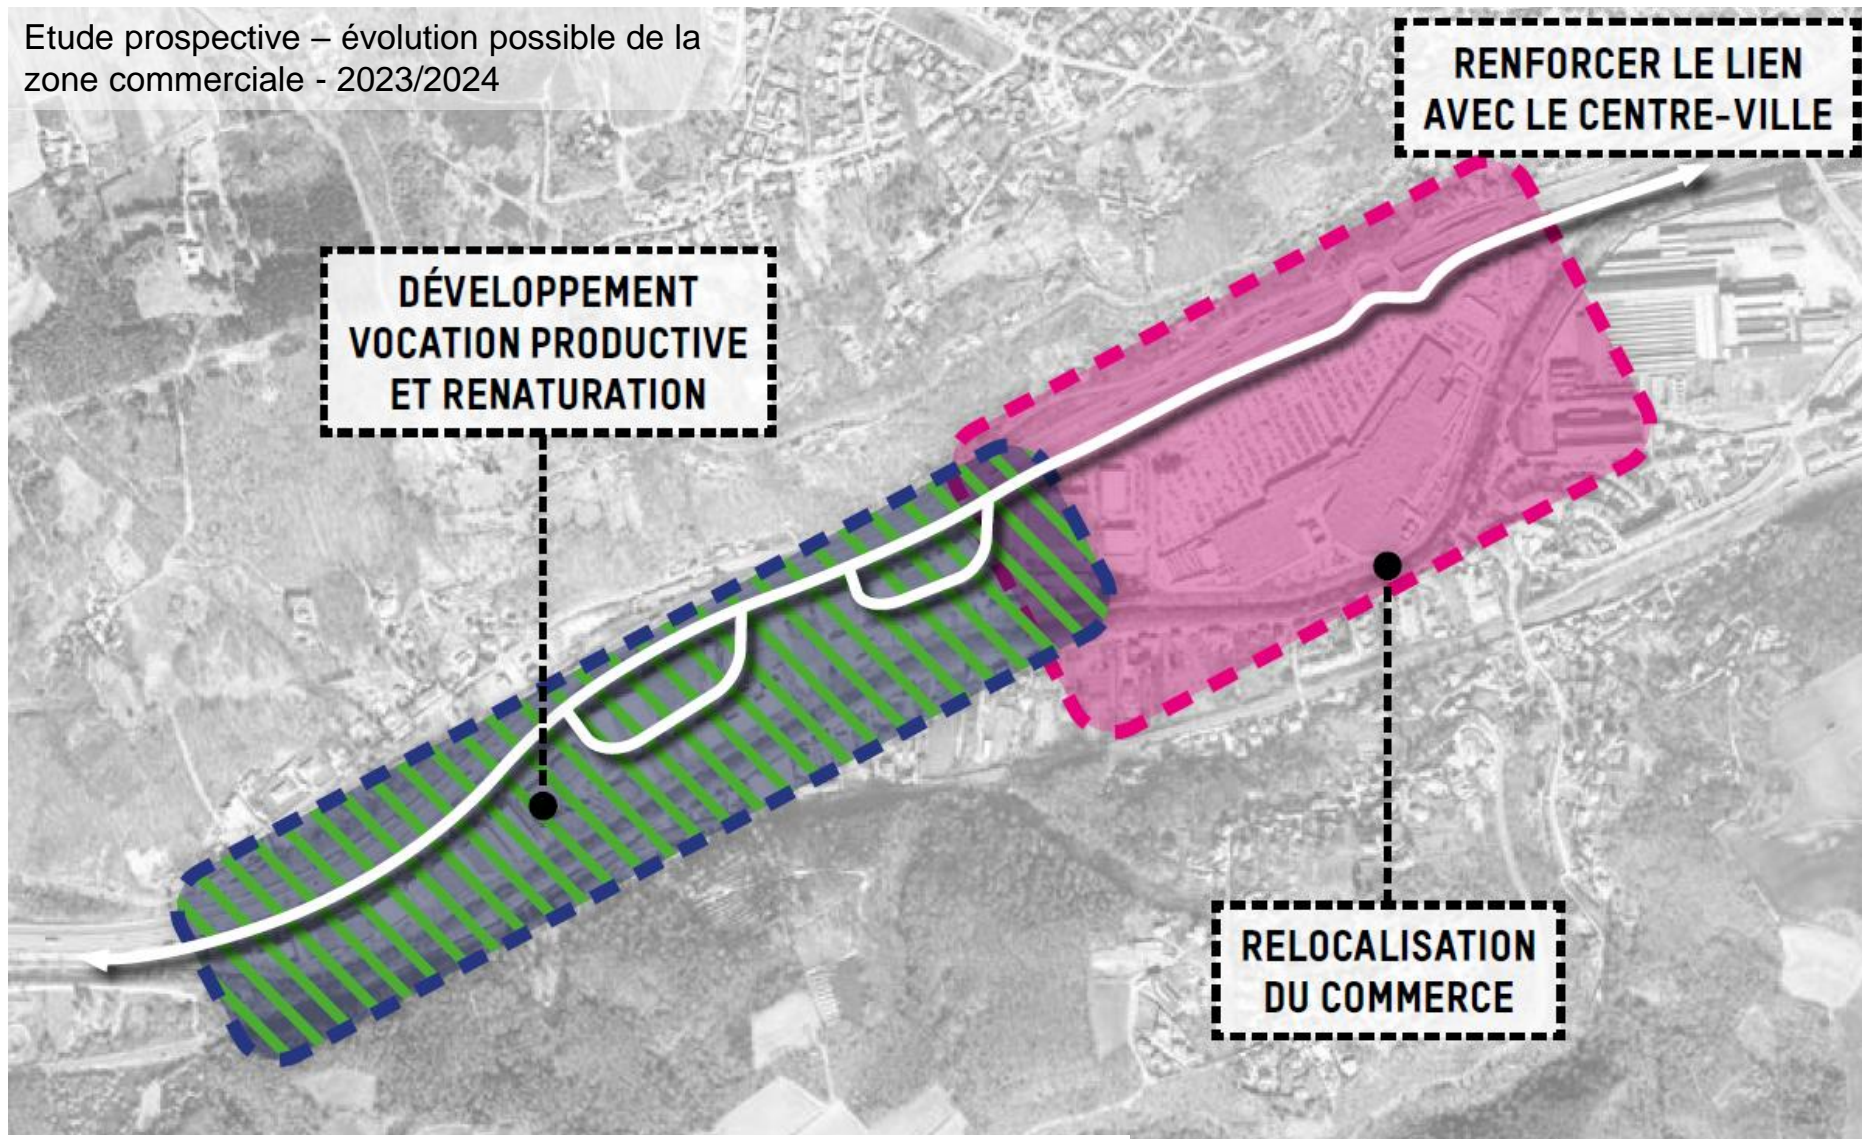 Etude prospective – évolution possible de la
zone commerciale - 2023/2024
RENFORCER LE LIEN
AVEC LE CENTRE-VILLE
DÉVELOPPEMENT
VOCATION PRODUCTIVE
ET RENATURATION
RELOCALISATION
DU COMMERCE